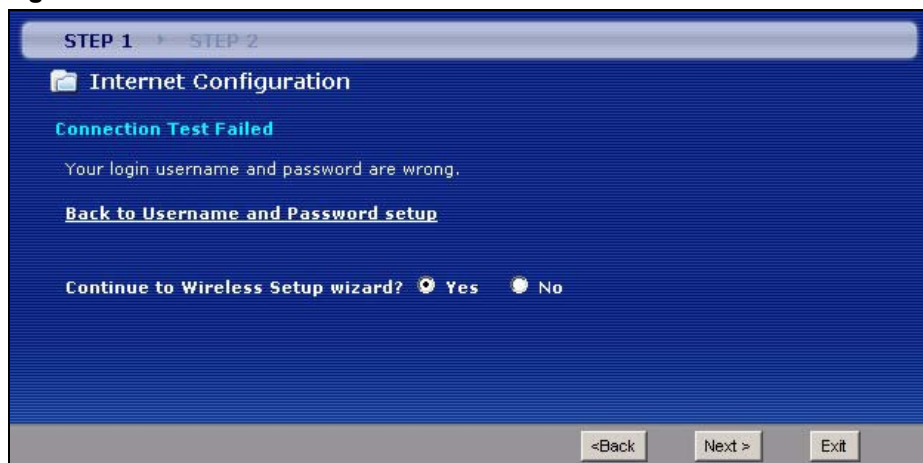 STEP 1 STEP 2
Internet Configuration
Connection Test Failed
Your login username and password are wrong.
Back to Username and Password setup
Continue to Wireless Setup wizard? Yes No
<Back Next > Exit